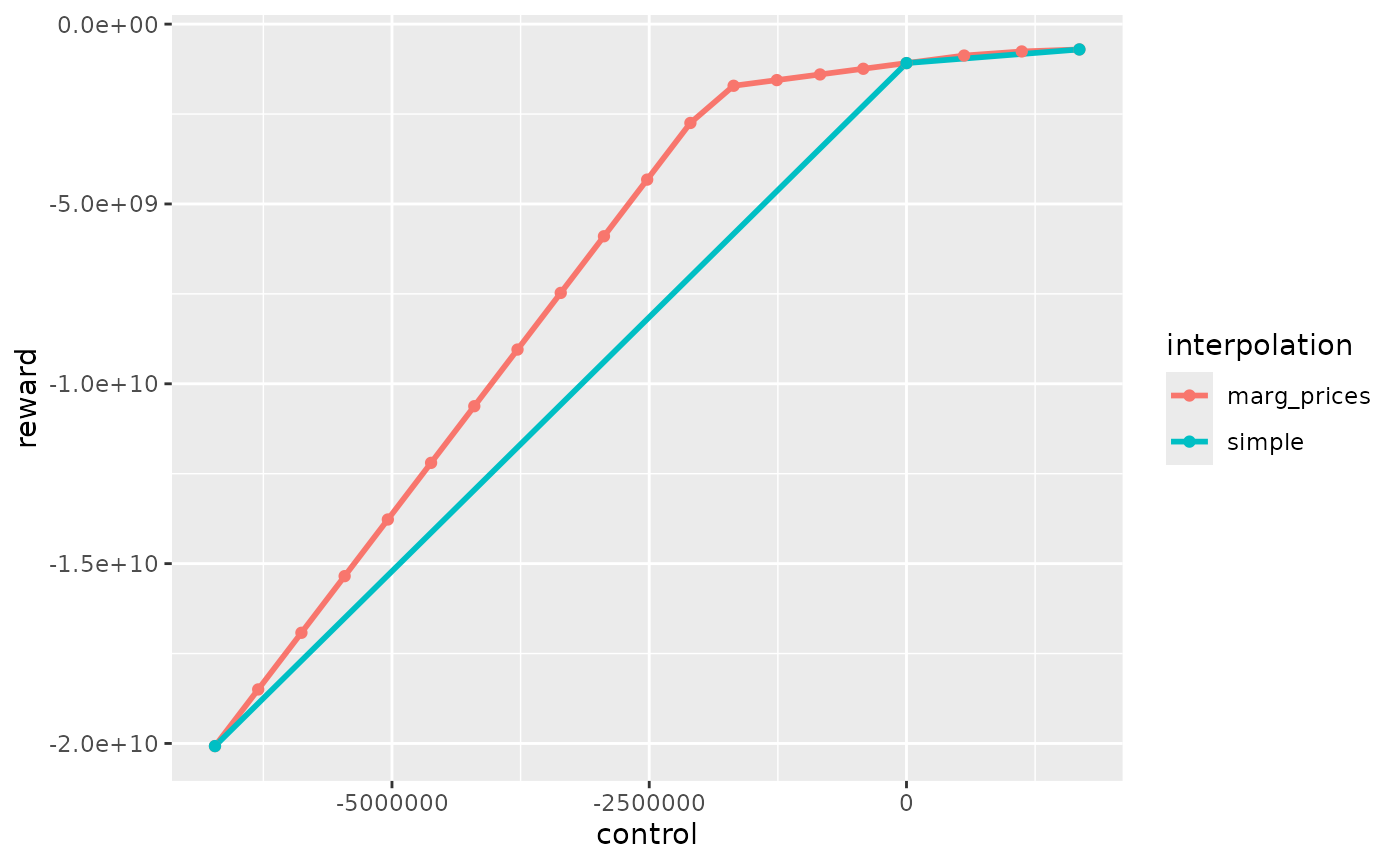 0.0e+00
-5.0e+09
-1.0e+10
-1.5e+10
-2.0e+10
reward
-5000000
-2500000
0
control
interpolation
marg_prices
simple